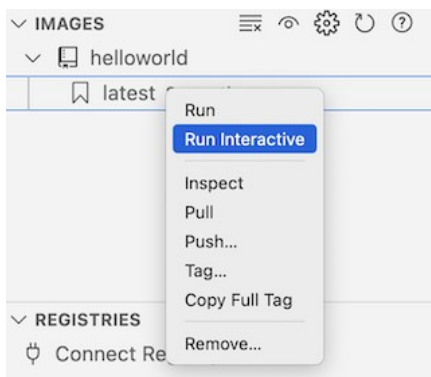 IMAGES
helloworld
latest
Run
Run Interactive
Inspect
Pull
Push...
Tag...
Copy Full Tag
REGISTRIES
Remove...
Connect Re